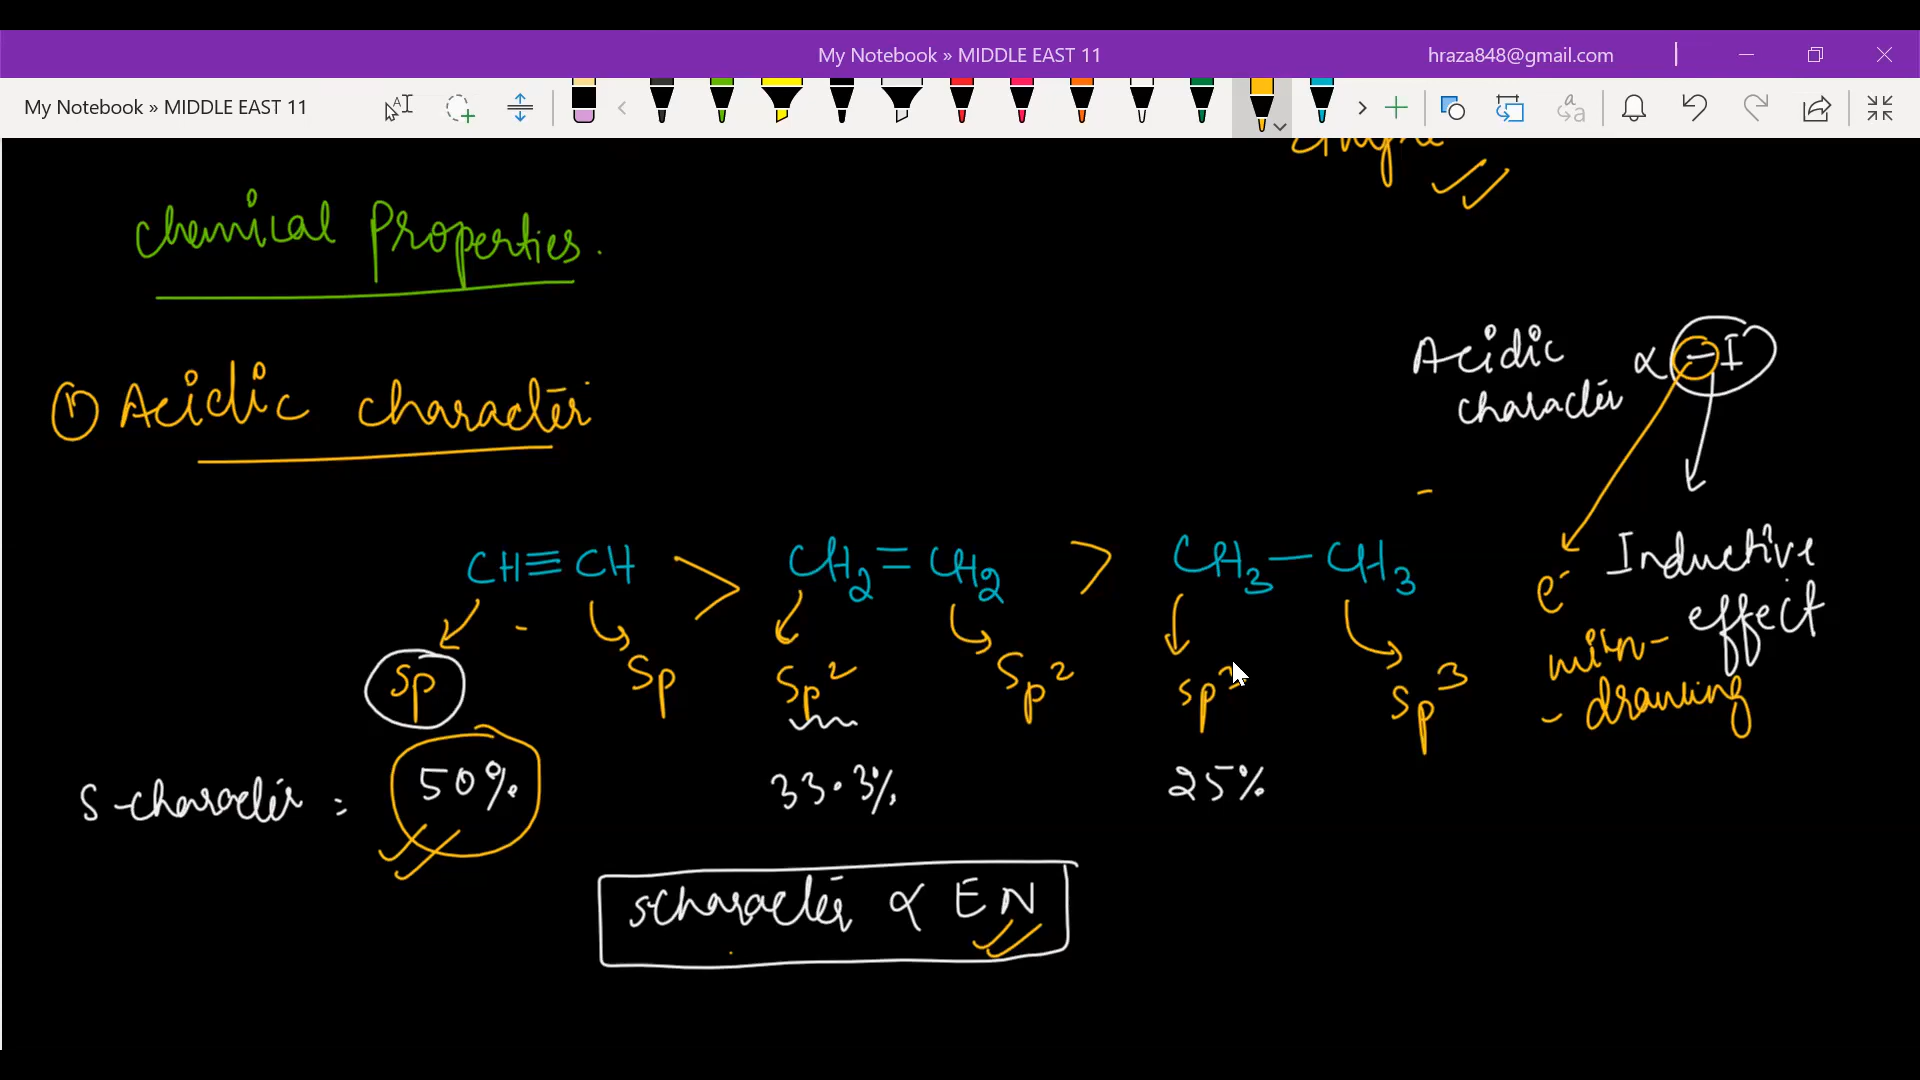 My Notebook » MIDDLE EAST 11
hraza848@gmail.com
My Notebook » MIDDLE EAST 11
Chemical Properties.
① Acidic character
Acidic character ∝ -I
Inductive effect
e⁻ withdrawing
CH≡CH > CH₂=CH₂ > CH₃-CH₃
sp sp sp² sp² sp³ sp³
S-character = 50% 33.3% 25%
scharacter ∝ EN